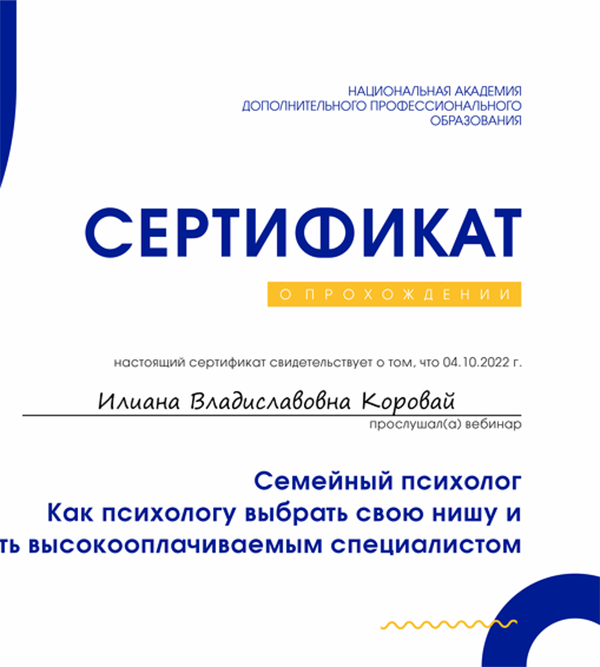 НАЦИОНАЛЬНАЯ АКАДЕМИЯ
ДОПОЛНИТЕЛЬНОГО ПРОФЕССИОНАЛЬНОГО
ОБРАЗОВАНИЯ
СЕРТИФИКАТ
О ПРОХОЖДЕНИИ
настоящий сертификат свидетельствует о том, что 04.10.2022 г.
Илиана Владиславовна Коровай
прослушал(а) вебинар
Семейный психолог
Как психологу выбрать свою нишу и
ть высокооплачиваемым специалистом